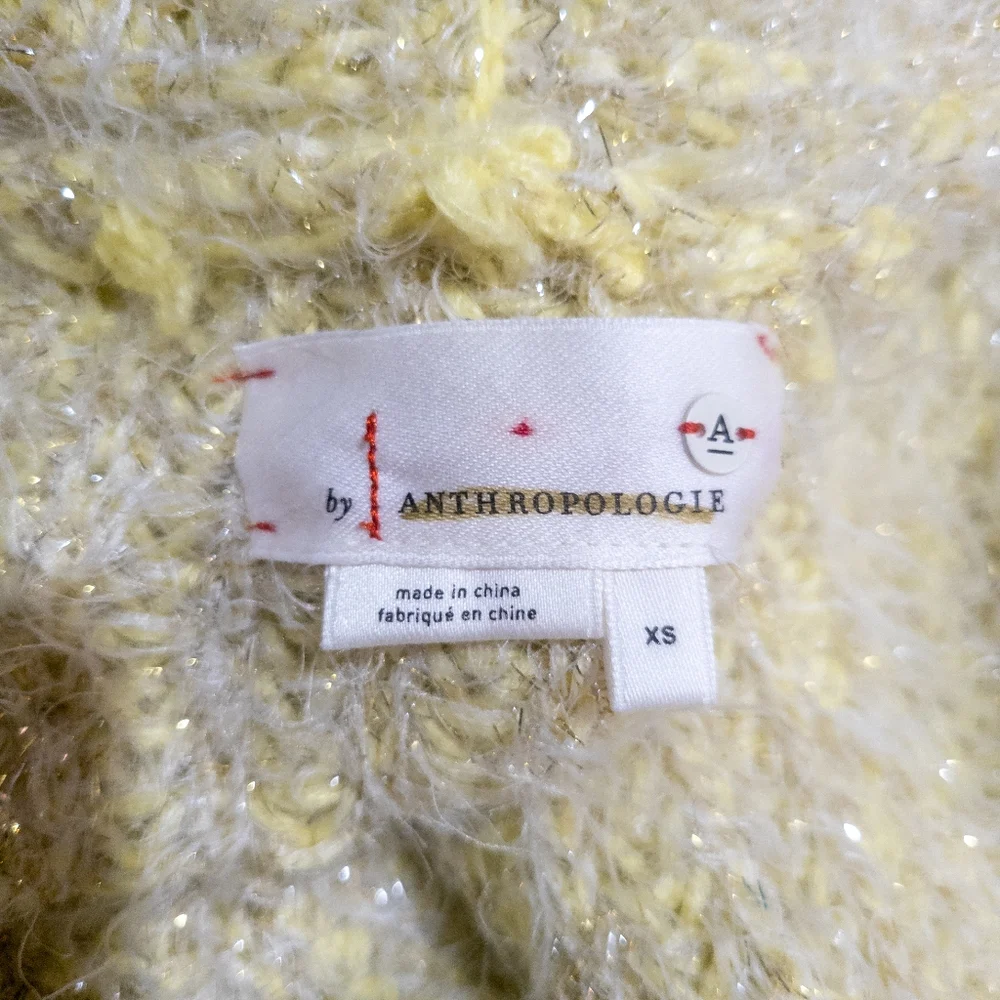 A
by ANTHROPOLOGIE
made in china
fabriqué en chine
XS